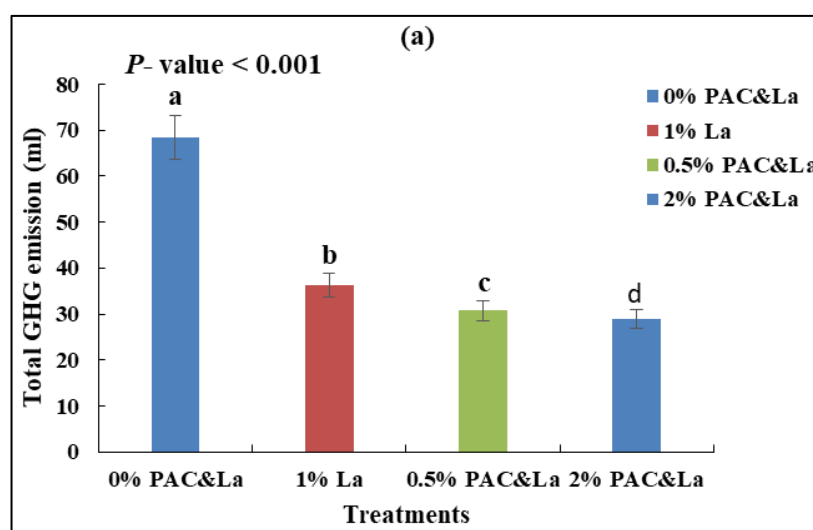 (a)
P- value < 0.001
Total GHG emission (ml)
80
70
60
50
40
30
20
10
0
a
b
c
d
0% PAC&La
1% La
0.5% PAC&La
2% PAC&La
0% PAC&La 1% La 0.5% PAC&La 2% PAC&La
Treatments